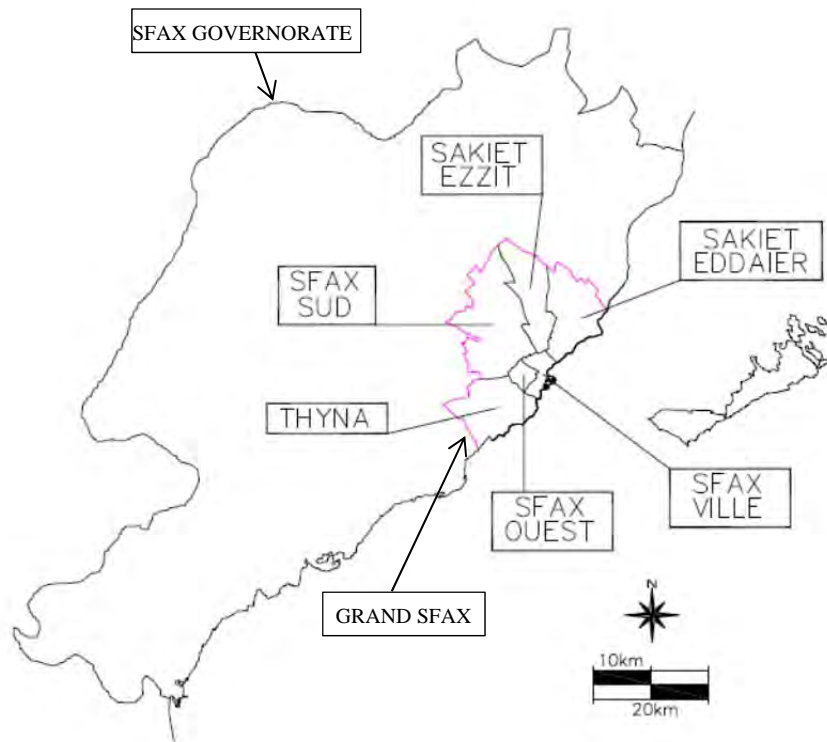 SFAX GOVERNORATE
SAKIET
EZZIT
SAKIET
EDDAIER
SFAX
SUD
THYNA
SFAX
VILLE
SFAX
OUEST
GRAND SFAX
N
10km
20km